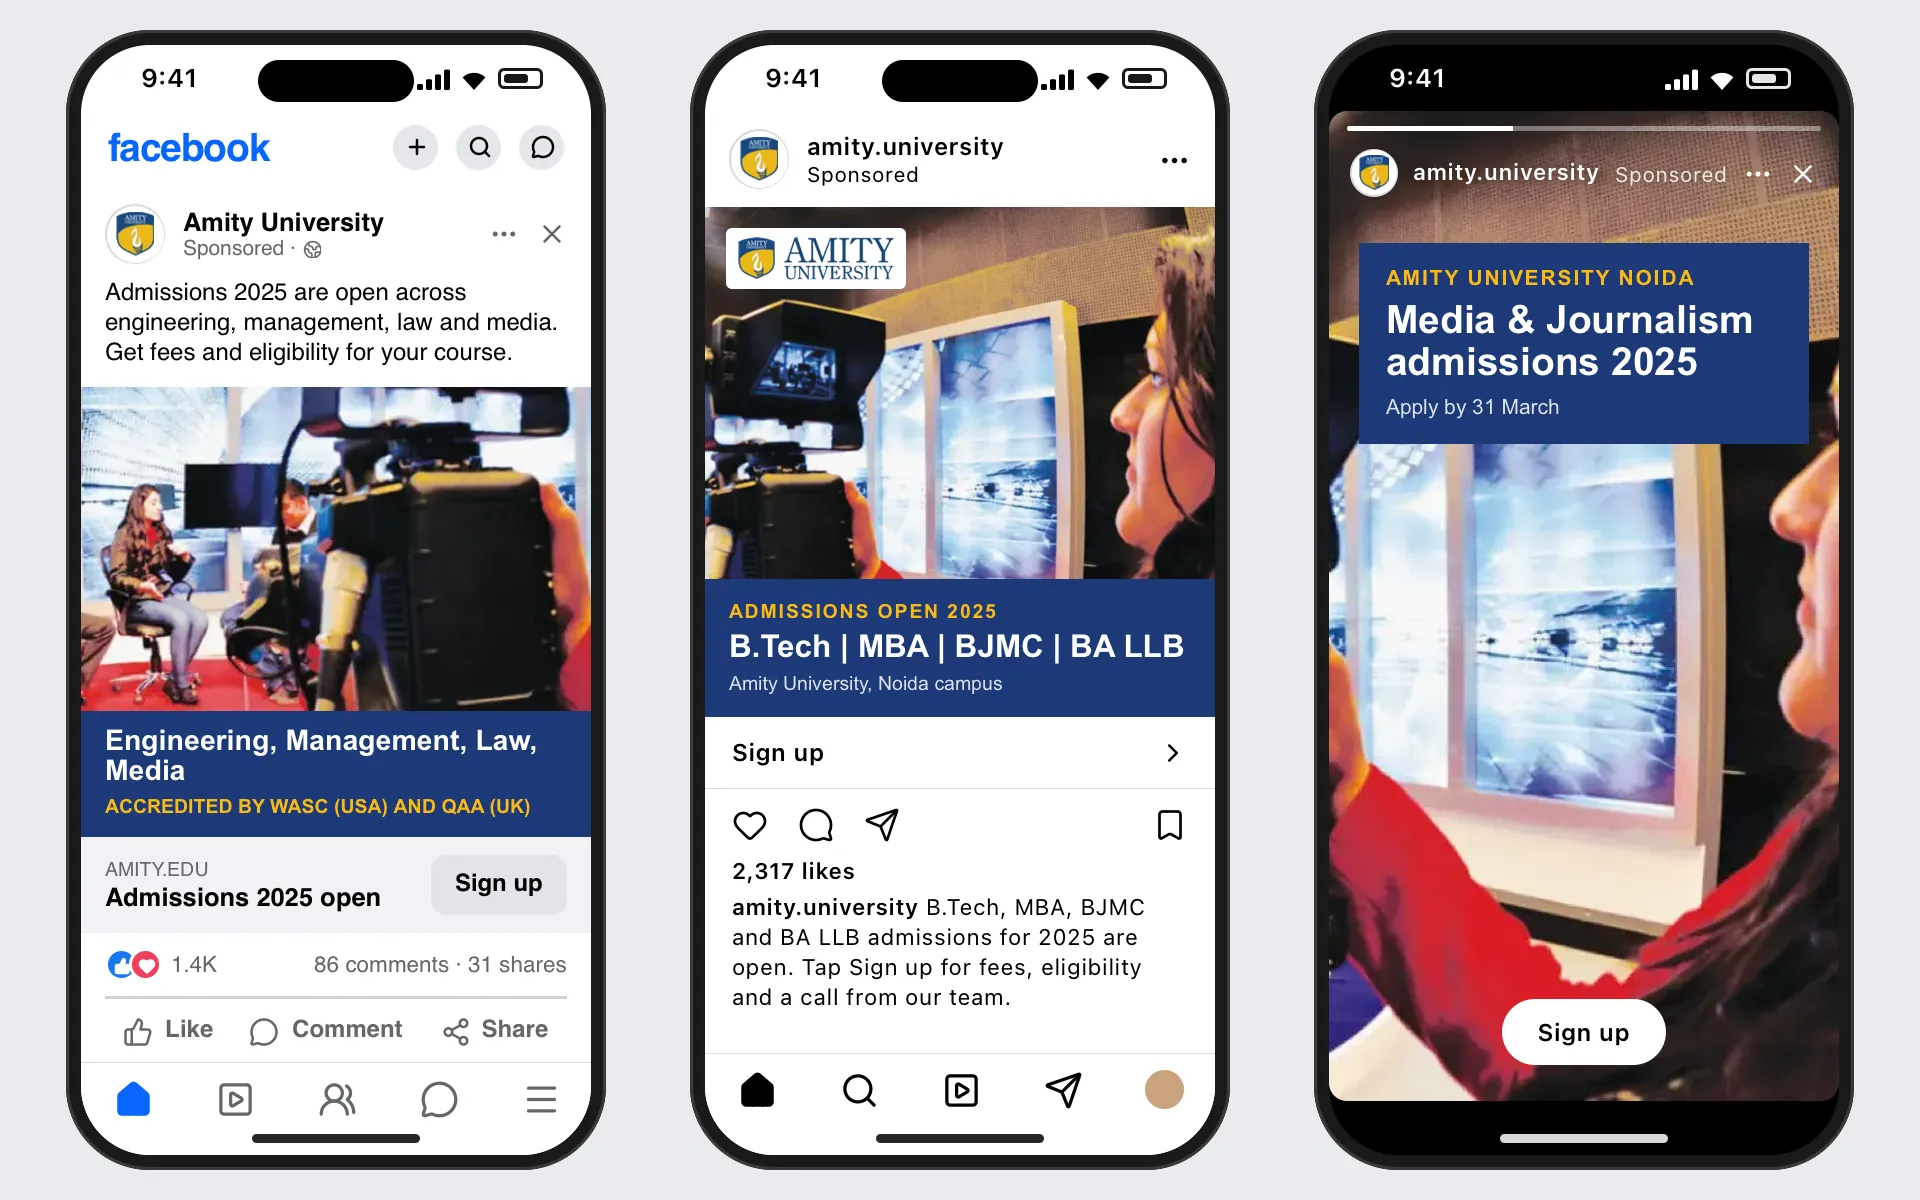 9:41
facebook
Amity University
Sponsored ·
Admissions 2025 are open across
engineering, management, law and media.
Get fees and eligibility for your course.
Engineering, Management, Law,
Media
ACCREDITED BY WASC (USA) AND QAA (UK)
AMITY.EDU
Admissions 2025 open
Sign up
1.4K
86 comments · 31 shares
Like
Comment
Share
9:41
amity.university
Sponsored
AMITY
UNIVERSITY
ADMISSIONS OPEN 2025
B.Tech | MBA | BJMC | BA LLB
Amity University, Noida campus
Sign up
2,317 likes
amity.university B.Tech, MBA, BJMC
and BA LLB admissions for 2025 are
open. Tap Sign up for fees, eligibility
and a call from our team.
9:41
amity.university Sponsored
AMITY UNIVERSITY NOIDA
Media & Journalism
admissions 2025
Apply by 31 March
Sign up